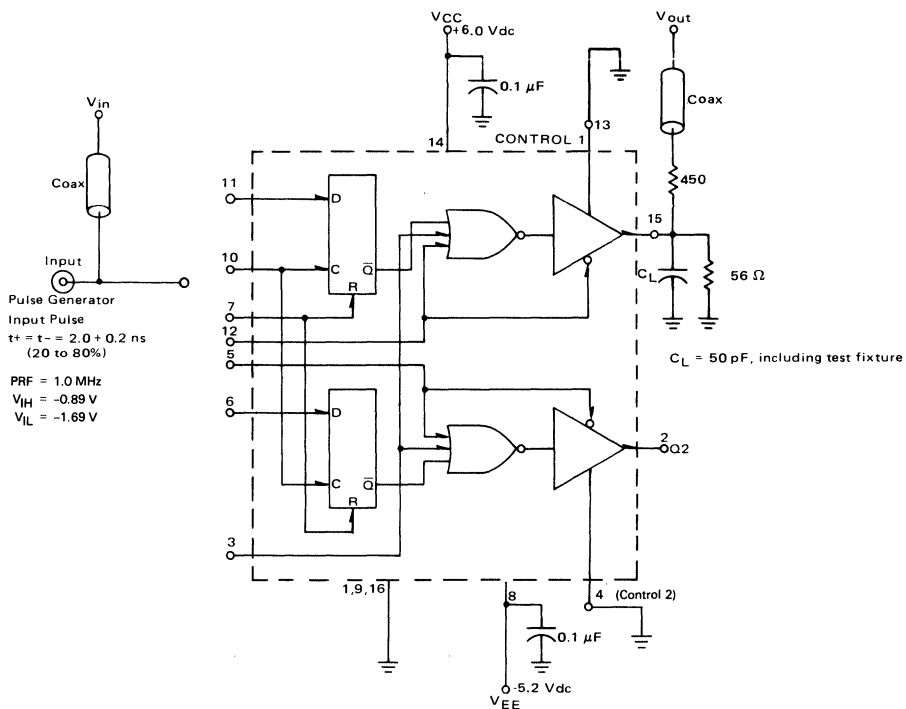 VCC
+6.0 Vdc
0.1 μF
Vout
Coax
450
Vin
Coax
Input
Pulse Generator
Input Pulse
t+ = t– = 2.0 + 0.2 ns
(20 to 80%)
PRF = 1.0 MHz
VIH = –0.89 V
VIL = –1.69 V
14
CONTROL 1
13
11
D
10
C
Q̅
R
7
12
5
6
D
C
Q̅
R
3
15
CL
56 Ω
CL = 50 pF, including test fixture
2
Q2
1,9,16
8
4
(Control 2)
0.1 μF
-5.2 Vdc
VEE